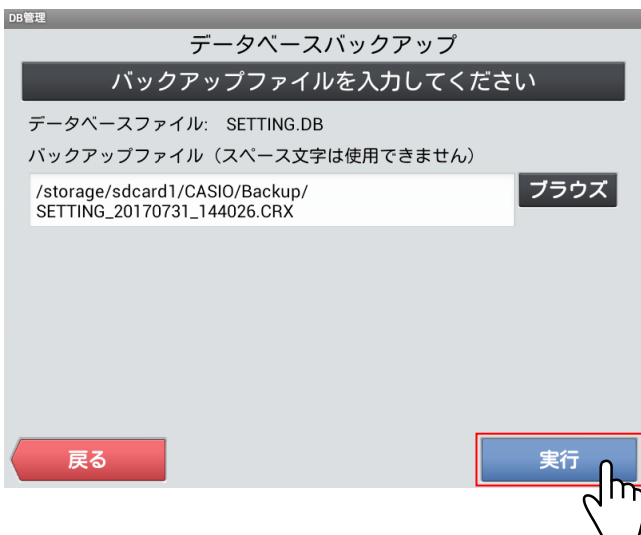 DB管理
データベースバックアップ
バックアップファイルを入力してください
データベースファイル: SETTING.DB
バックアップファイル（スペース文字は使用できません）
/storage/sdcard1/CASIO/Backup/
SETTING_20170731_144026.CRX
ブラウズ
戻る
実行